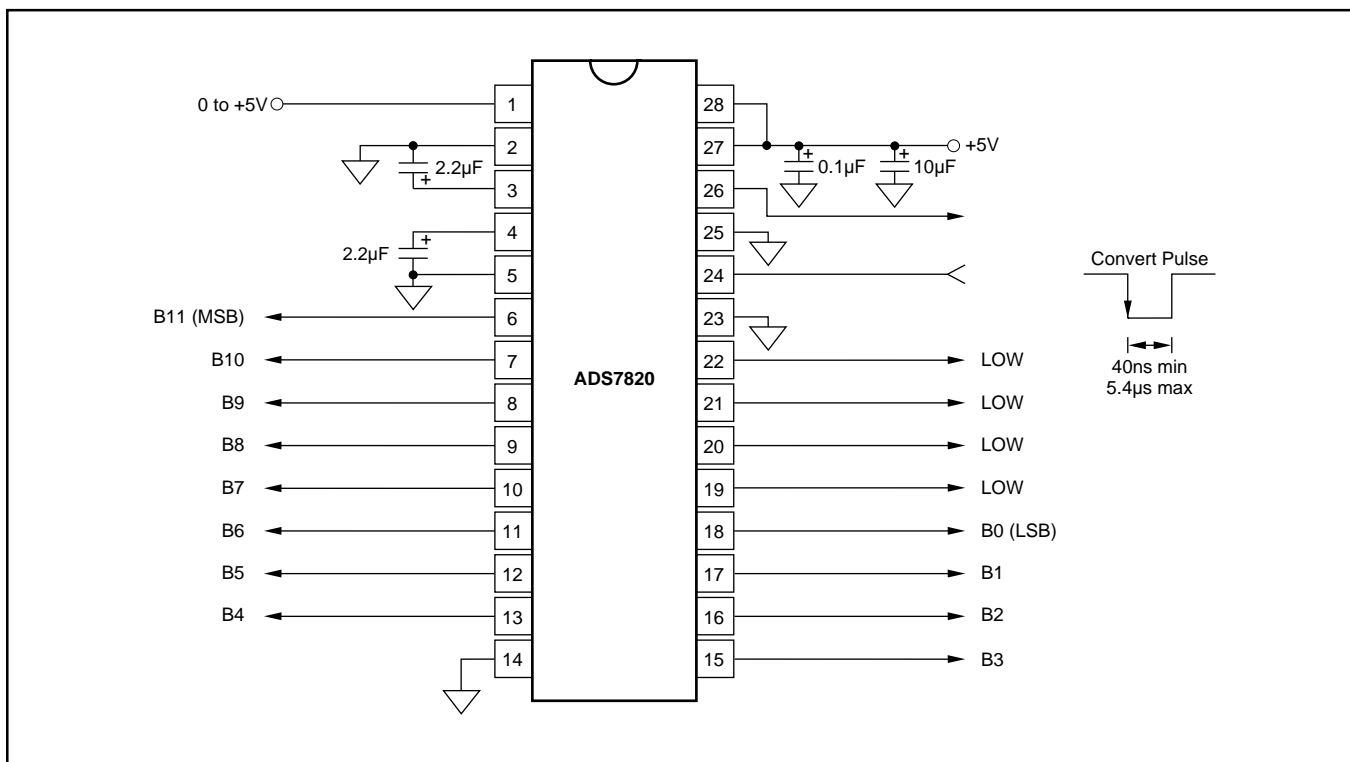 0 to +5V
1
28
2
27
+
+
+5V
2.2µF
0.1µF
10µF
+
3
26
4
25
+
2.2µF
5
24
Convert Pulse
B11 (MSB)
6
23
B10
7
22
LOW
40ns min
5.4µs max
ADS7820
B9
8
21
LOW
B8
9
20
LOW
B7
10
19
LOW
B6
11
18
B0 (LSB)
B5
12
17
B1
B4
13
16
B2
14
15
B3